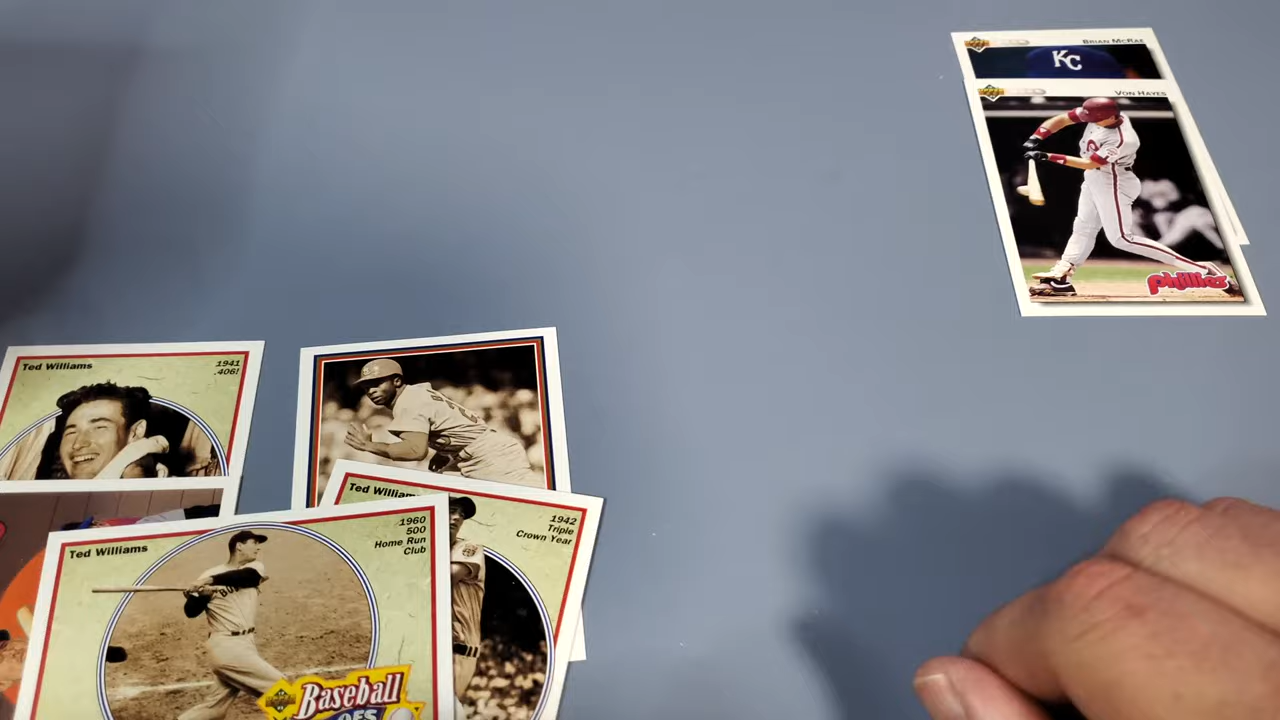 BRIAN MCRAE
KC
VON HAYES
Phillies
Ted Williams
1941
.406!
Ted Williams
1942
Triple
Crown Year
Ted Williams
1960
500
Home Run
Club
Baseball